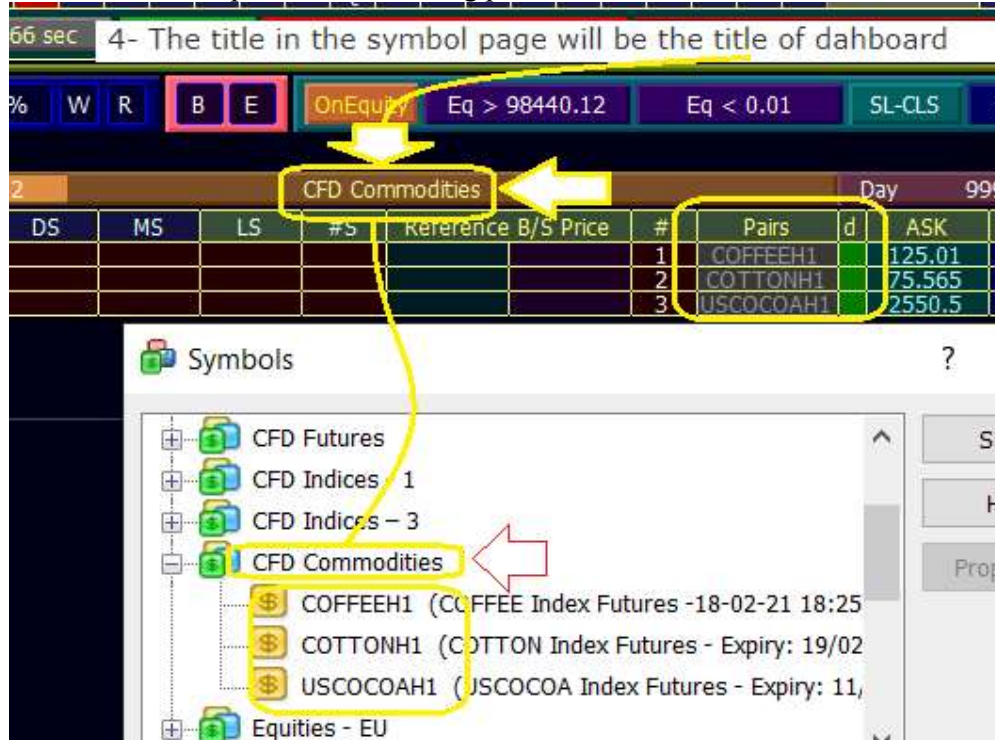 66 sec 4- The title in the symbol page will be the title of dahboard
% W R B E OnEquity Eq > 98440.12 Eq < 0.01 SL-CLS
2 CFD Commodities Day 999
DS MS LS #S Reference B/S Price # Pairs d ASK
1 COFFEEH1 125.01
2 COTTONH1 75.565
3 USCOCOAH1 2550.5
Symbols ?
CFD Futures S
CFD Indices - 1
CFD Indices – 3 H
CFD Commodities Prop
COFFEEH1 (COFFEE Index Futures -18-02-21 18:25
COTTONH1 (COTTON Index Futures - Expiry: 19/02
USCOCOAH1 (USCOCOA Index Futures - Expiry: 11/
Equities - EU